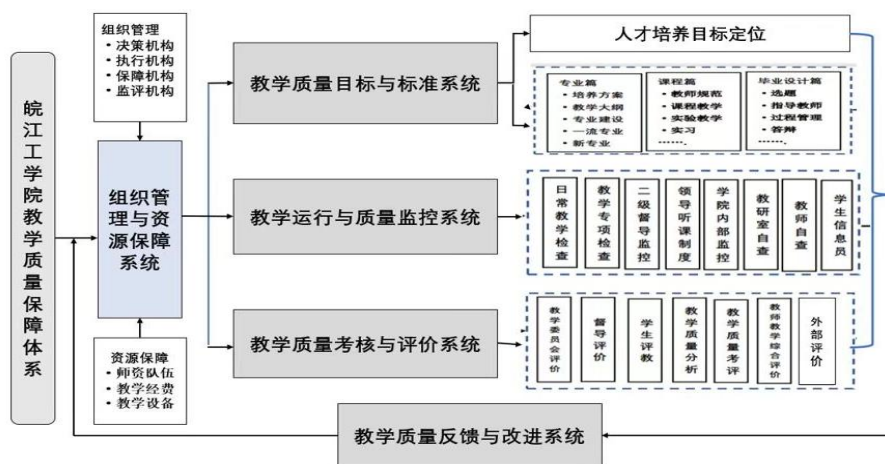 皖江工学院教学质量保障体系
组织管理
• 决策机构
• 执行机构
• 保障机构
• 监评机构
组织管
理与资
源保障
系统
资源保障
• 师资队伍
• 教学经费
• 教学设备
教学质量目标与标准系统
人才培养目标定位
专业篇
• 培养方案
• 教学大纲
• 专业建设
• 一流专业
• 新专业
课程篇
• 教师规范
• 课程教学
• 实验教学
• 实习
······.
毕业设计篇
• 选题
• 指导教师
• 过程管理
• 答辩
······.
教学运行与质量监控系统
日常教学检查
教学专项检查
二级督导监控
领导听课制度
学院内部监控
教研室自查
教师自查
学生信息员
教学质量考核与评价系统
教学委员会评价
督导评价
学生评教
教学质量分析
教学质量考评
教师教学综合评价
外部评价
教学质量反馈与改进系统